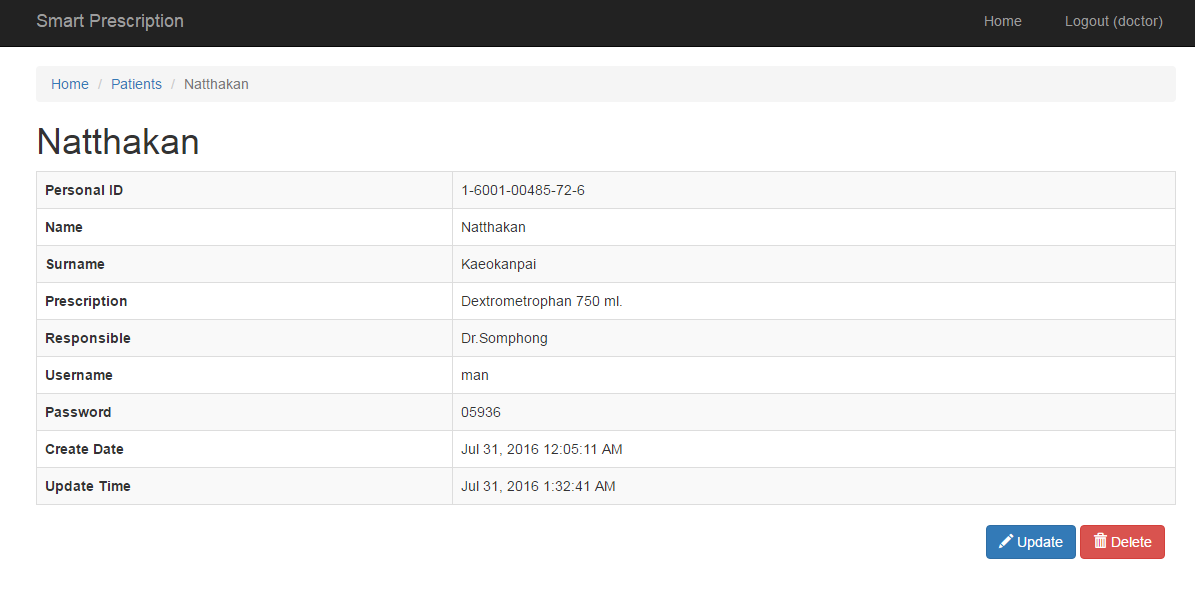 Smart Prescription Home Logout (doctor)
Home / Patients / Natthakan
Natthakan
Personal ID 1-6001-00485-72-6
Name Natthakan
Surname Kaeokanpai
Prescription Dextrometrophan 750 ml.
Responsible Dr.Somphong
Username man
Password 05936
Create Date Jul 31, 2016 12:05:11 AM
Update Time Jul 31, 2016 1:32:41 AM
Update Delete